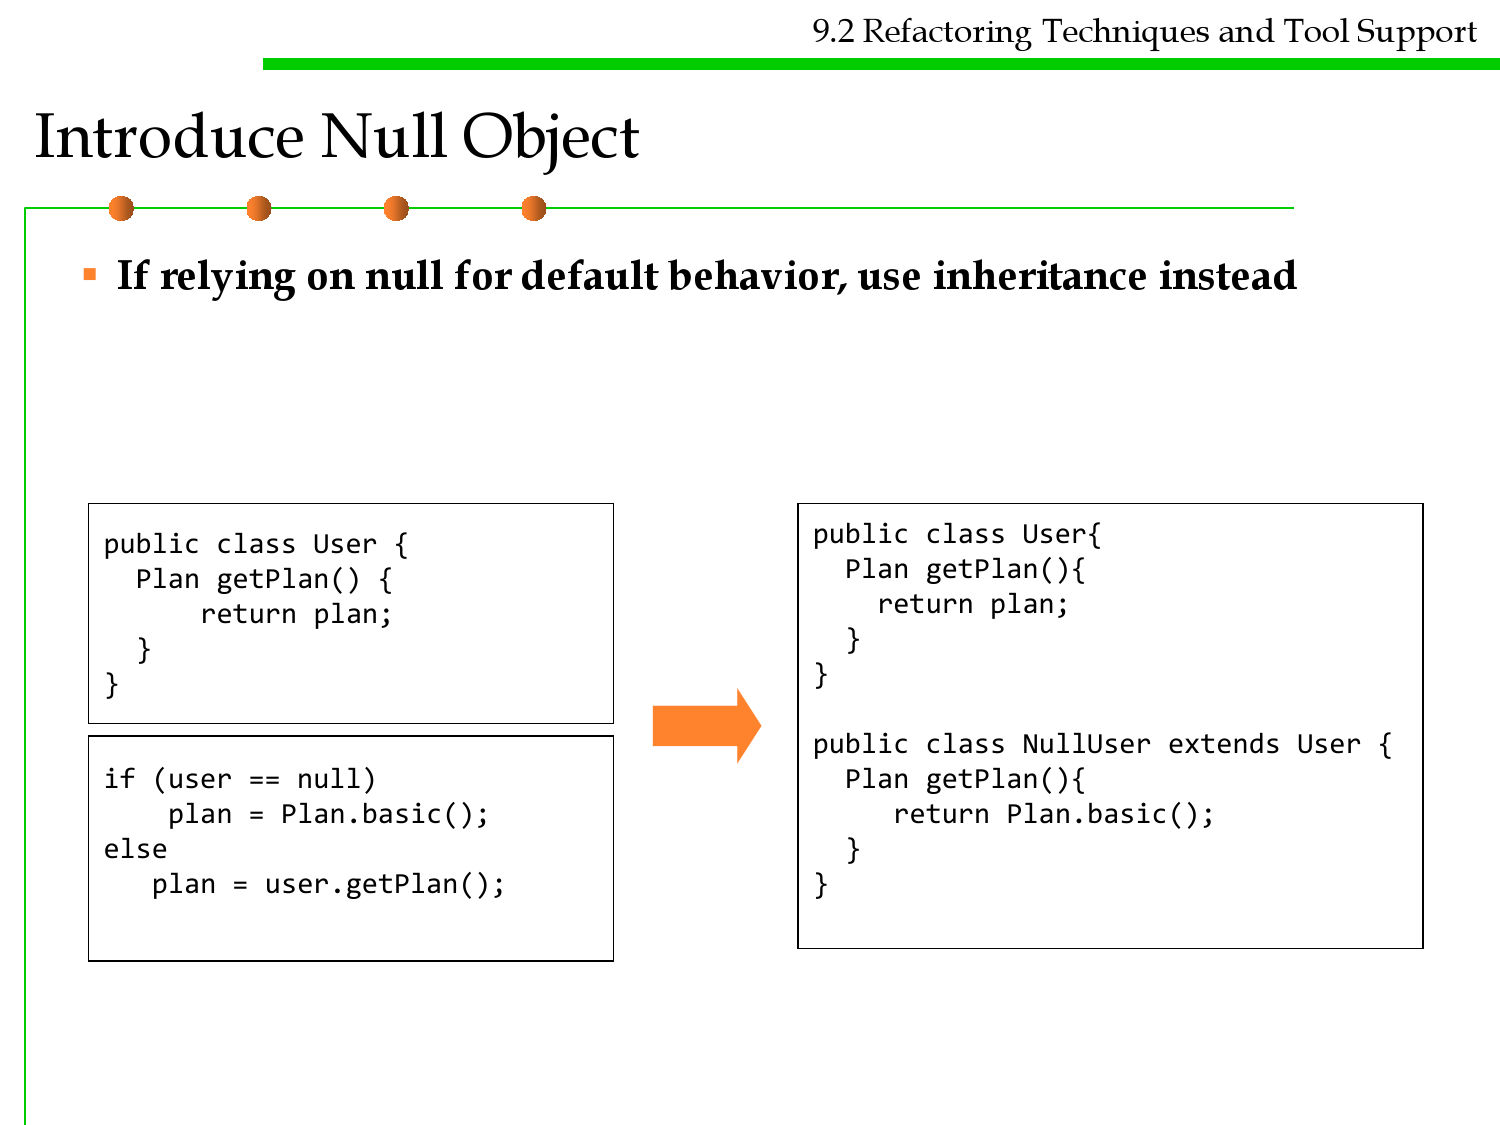 9.2 Refactoring Techniques and Tool Support
Introduce Null Object
▪ If relying on null for default behavior, use inheritance instead
public class User {
  Plan getPlan() {
      return plan;
  }
}
if (user == null)
    plan = Plan.basic();
else
   plan = user.getPlan();
public class User{
  Plan getPlan(){
    return plan;
  }
}
public class NullUser extends User {
  Plan getPlan(){
     return Plan.basic();
  }
}